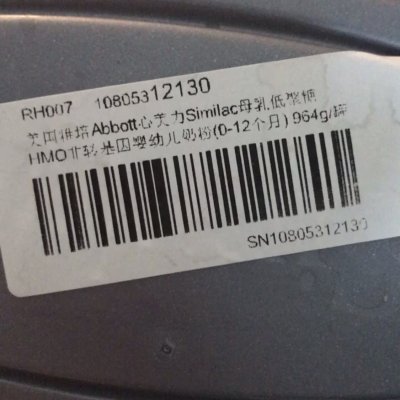 RH007 10805312130
美国雅培Abbott心美力Similac母乳低聚糖
HMO非转基因婴幼儿奶粉(0-12个月) 964g/罐
SN10805312130